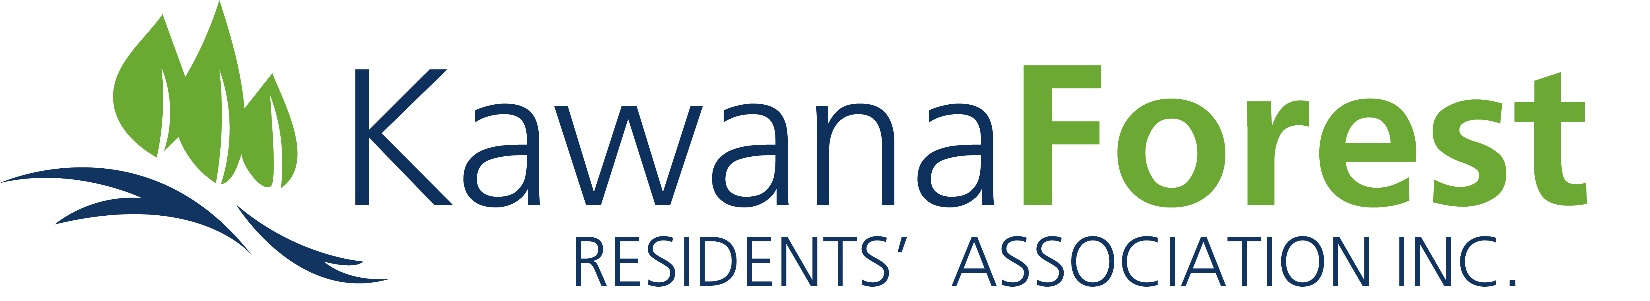 KawanaForest
RESIDENTS’ ASSOCIATION INC.